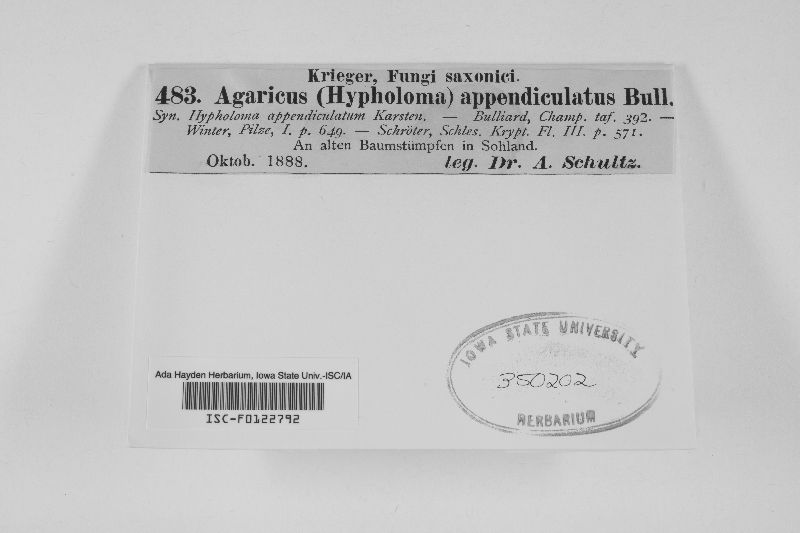 Krieger, Fungi saxonici.
483. Agaricus (Hypholoma) appendiculatus Bull.
Syn. Hypholoma appendiculatum Karsten. — Bulliard, Champ. taf. 392. —
Winter, Pilze, I. p. 649. — Schröter, Schles. Krypt. Fl. III. p. 571.
An alten Baumstümpfen in Sohland.
Oktob. 1888. leg. Dr. A. Schultz.
IOWA STATE UNIVERSITY
350202
HERBARIUM
Ada Hayden Herbarium, Iowa State Univ.-ISC/IA
ISC-F0122792